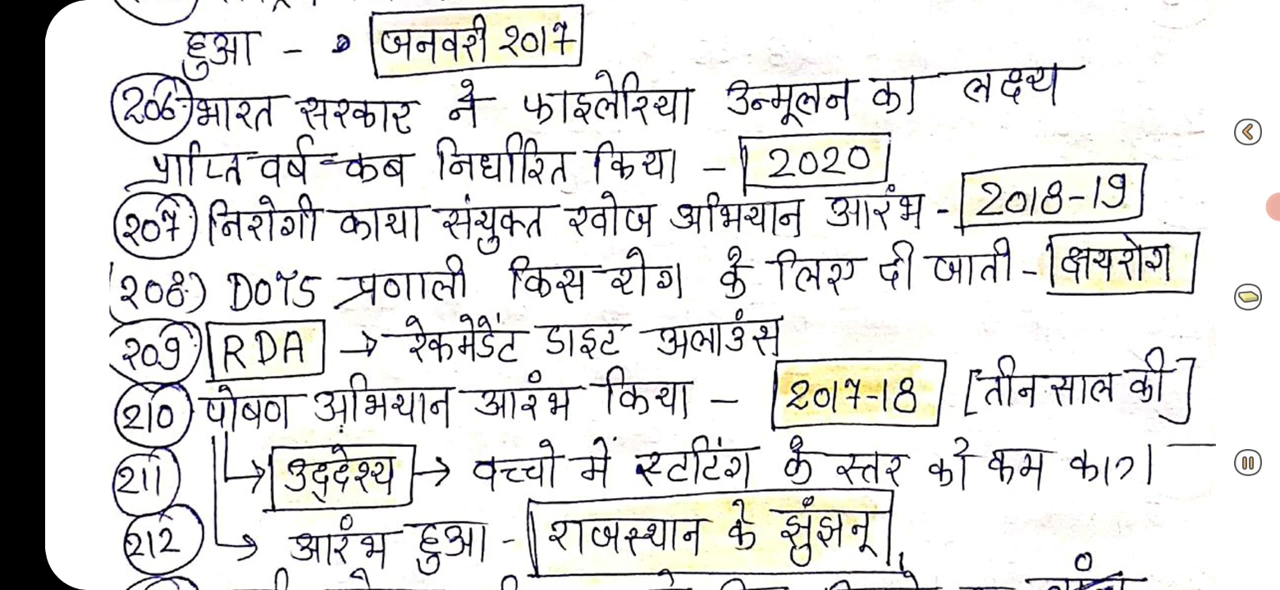 हुआ - जनवरी 2017
206 भारत सरकार ने फाइलेरिया उन्मूलन का लक्ष्य
प्राप्ति वर्ष कब निर्धारित किया - 2020
207 निरोगी काया संयुक्त खोज अभियान आरंभ - 2018-19
208) DOTS प्रणाली किस रोग के लिए दी जाती - क्षयरोग
209 RDA → रेकमेडेंट डाइट अलाउंस
210 पोषण अभियान आरंभ किया - 2017-18 [तीन साल की]
211 → उद्देश्य → बच्चो में स्टटिंग के स्तर को कम का
212 → आरंभ हुआ - राजस्थान के झुंझनू